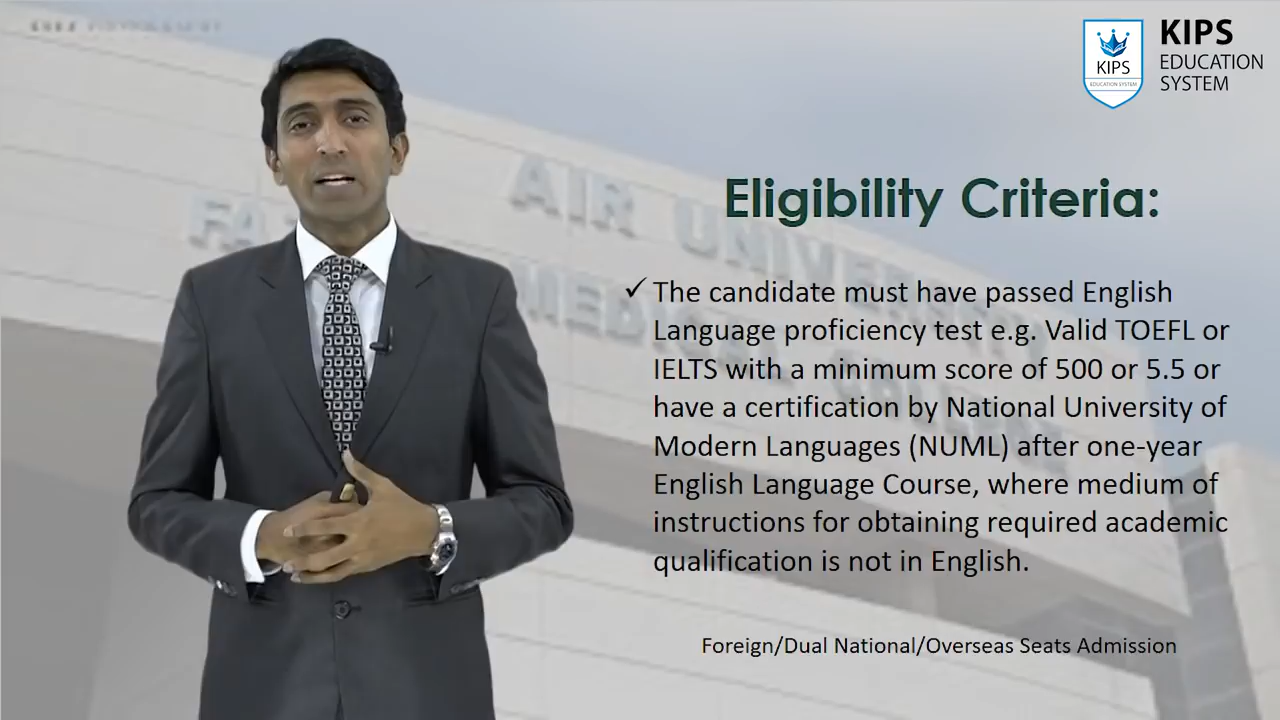 KIPS
EDUCATION
SYSTEM
KIPS
EDUCATION SYSTEM
AIR UNIVERSITY
Eligibility Criteria:
✓ The candidate must have passed English
Language proficiency test e.g. Valid TOEFL or
IELTS with a minimum score of 500 or 5.5 or
have a certification by National University of
Modern Languages (NUML) after one-year
English Language Course, where medium of
instructions for obtaining required academic
qualification is not in English.
Foreign/Dual National/Overseas Seats Admission